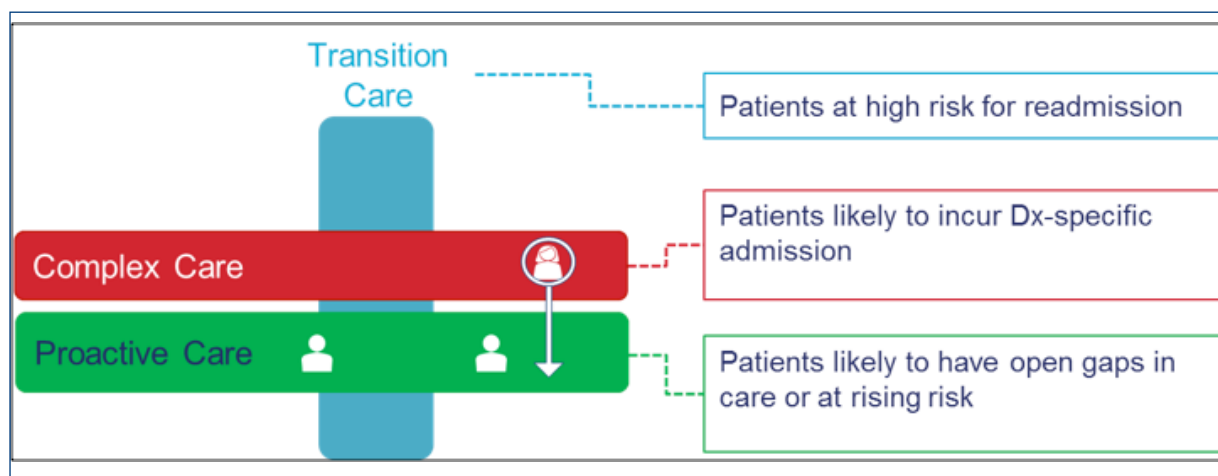 Transition
Care
Patients at high risk for readmission
Patients likely to incur Dx-specific
admission
Complex Care
Proactive Care
Patients likely to have open gaps in
care or at rising risk